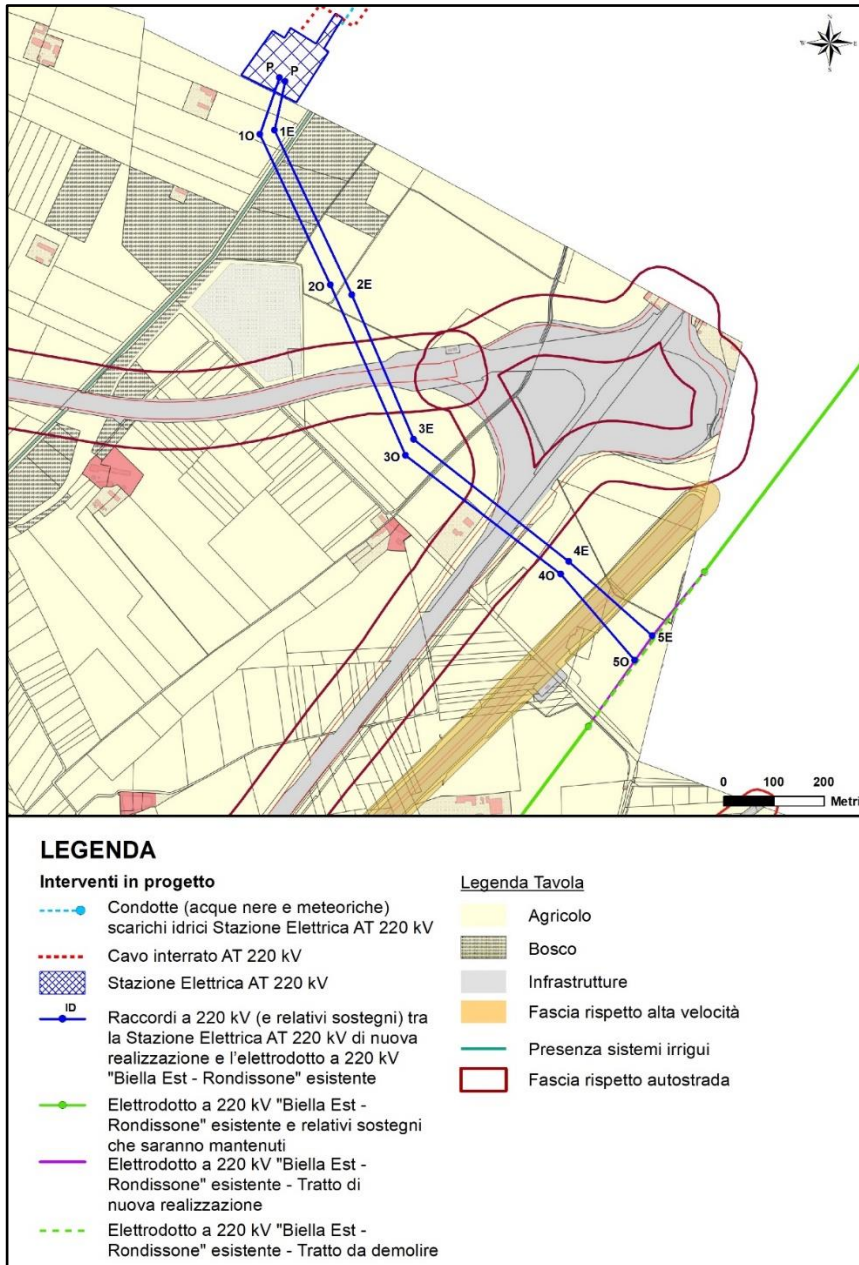 N
W E
S
P P
1O 1E
2O 2E
3E
3O
4E
4O
5E
5O
0 100 200
Metri
LEGENDA
Interventi in progetto
Condotte (acque nere e meteoriche)
scarichi idrici Stazione Elettrica AT 220 kV
Cavo interrato AT 220 kV
Stazione Elettrica AT 220 kV
ID
Raccordi a 220 kV (e relativi sostegni) tra
la Stazione Elettrica AT 220 kV di nuova
realizzazione e l'elettrodotto a 220 kV
"Biella Est - Rondissone" esistente
Elettrodotto a 220 kV "Biella Est -
Rondissone" esistente e relativi sostegni
che saranno mantenuti
Elettrodotto a 220 kV "Biella Est -
Rondissone" esistente - Tratto di
nuova realizzazione
Elettrodotto a 220 kV "Biella Est -
Rondissone" esistente - Tratto da demolire
Legenda Tavola
Agricolo
Bosco
Infrastrutture
Fascia rispetto alta velocità
Presenza sistemi irrigui
Fascia rispetto autostrada